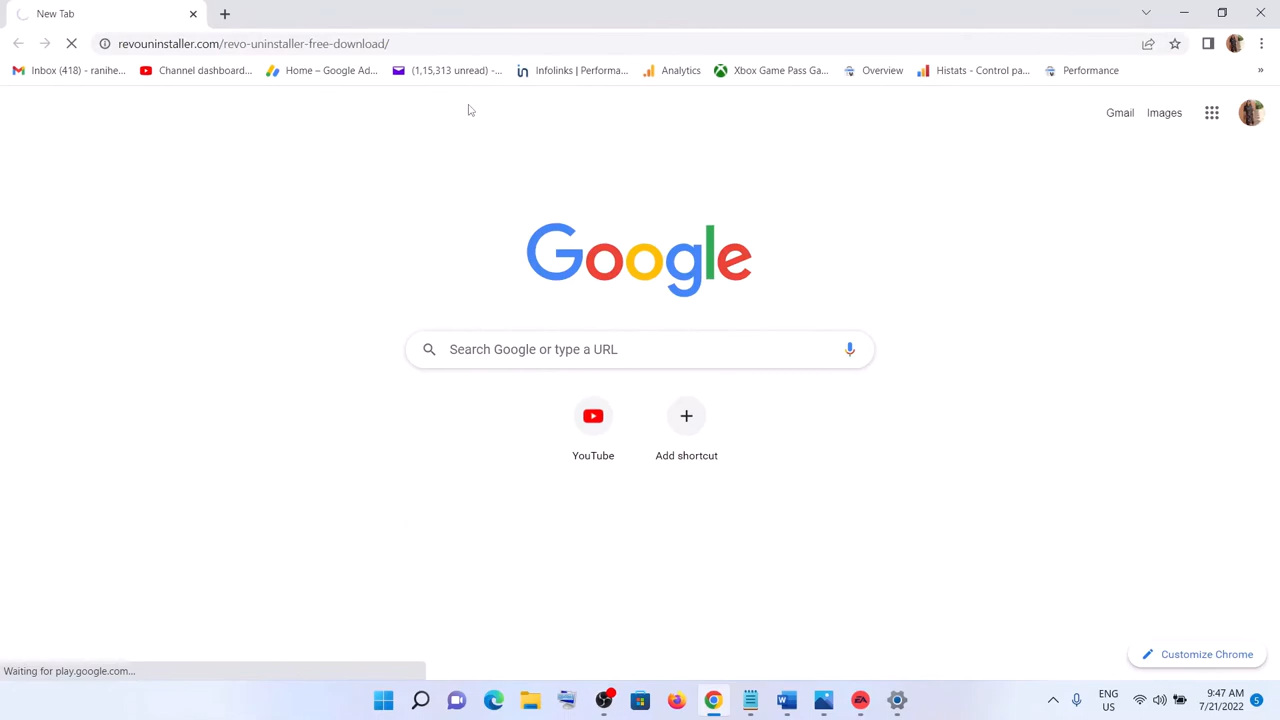 New Tab
revouninstaller.com/revo-uninstaller-free-download/
Inbox (418) - ranihe... Channel dashboard... Home – Google Ad... (1,15,313 unread) -... Infolinks | Performa... Analytics Xbox Game Pass Ga... Overview Histats - Control pa... Performance »
Gmail Images
Google
Search Google or type a URL
YouTube Add shortcut
Customize Chrome
Waiting for play.google.com...
ENG
US
9:47 AM
7/21/2022
5